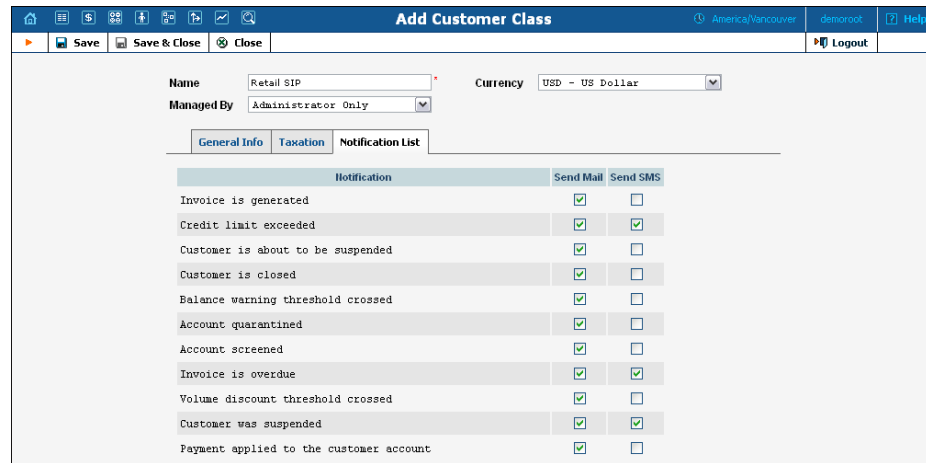 Add Customer Class America/Vancouver demoroot Help
Save Save & Close Close Logout
Name Retail SIP * Currency USD - US Dollar
Managed By Administrator Only
General Info Taxation Notification List
Notification Send Mail Send SMS
Invoice is generated
Credit limit exceeded
Customer is about to be suspended
Customer is closed
Balance warning threshold crossed
Account quarantined
Account screened
Invoice is overdue
Volume discount threshold crossed
Customer was suspended
Payment applied to the customer account